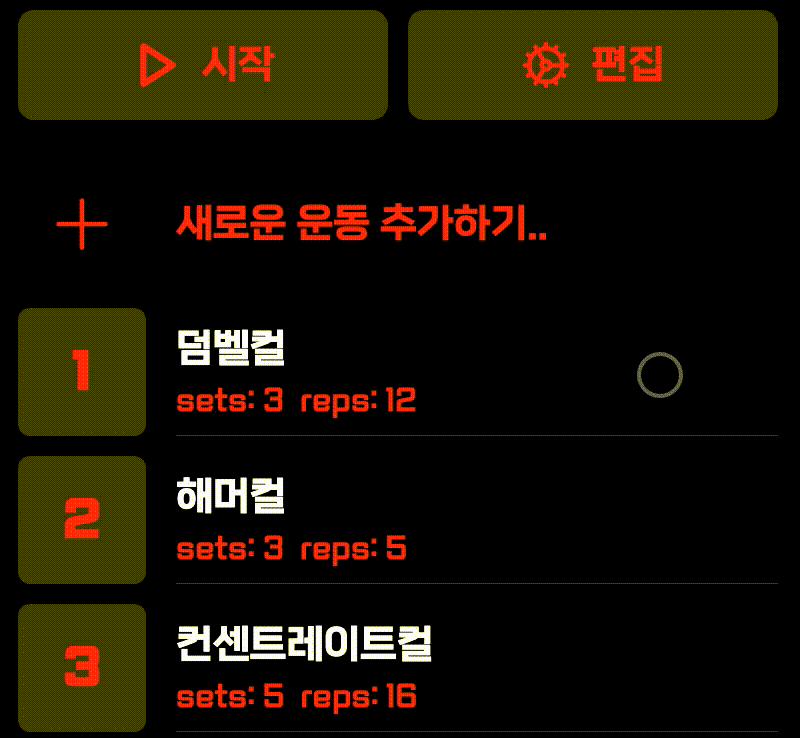 시작
편집
새로운 운동 추가하기..
1
덤벨컬
sets: 3 reps: 12
2
해머컬
sets: 3 reps: 5
3
컨센트레이트컬
sets: 5 reps: 16